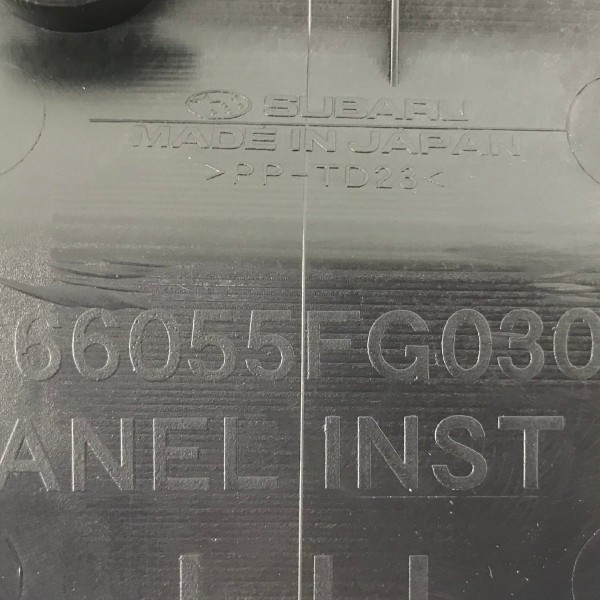 SUBARU
MADE IN JAPAN
>PP-TD23<
66055FG030
ANEL INST